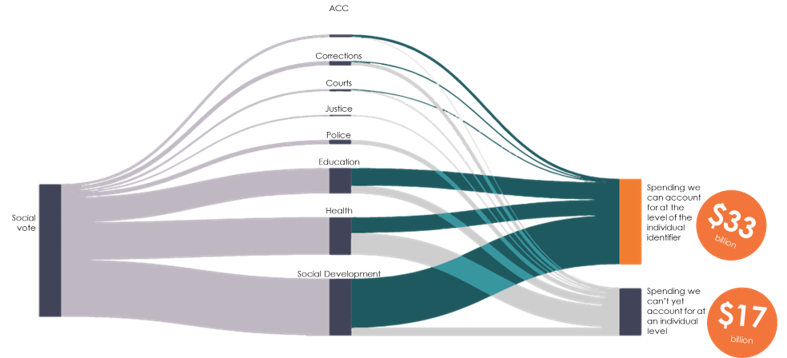 ACC
Corrections
Courts
Justice
Police
Education
Health
Social Development
Social
vote
Spending we
can account
for at the
level of the
individual
identifier
$33
billion
Spending we
can't yet
account for at
an individual
level
$17
billion